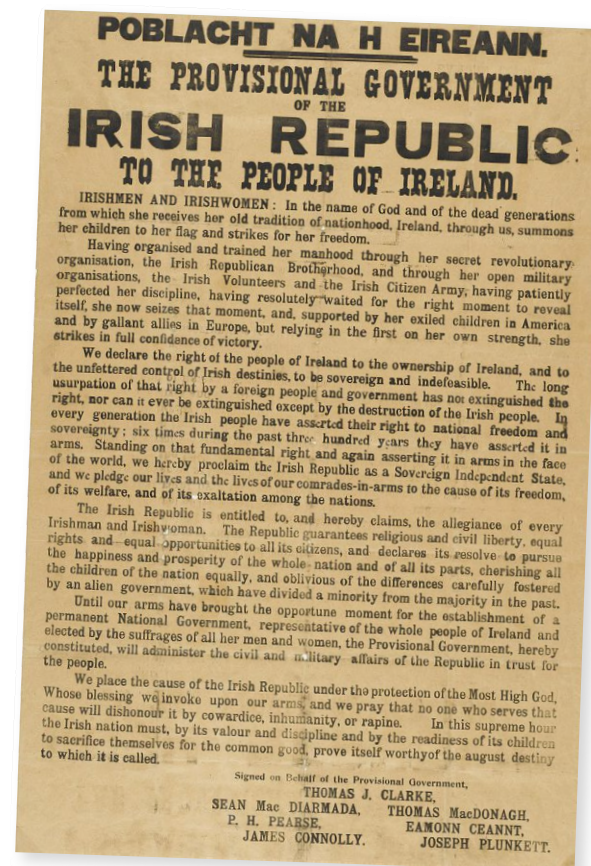 POBLACHT NA H EIREANN.
THE PROVISIONAL GOVERNMENT
OF THE
IRISH REPUBLIC
TO THE PEOPLE OF IRELAND.
IRISHMEN AND IRISHWOMEN: In the name of God and of the dead generations
from which she receives her old tradition of nationhood, Ireland, through us, summons
her children to her flag and strikes for her freedom.
Having organised and trained her manhood through her secret revolutionary
organisation, the Irish Republican Brotherhood, and through her open military
organisations, the Irish Volunteers and the Irish Citizen Army, having patiently
perfected her discipline, having resolutely waited for the right moment to reveal
itself, she now seizes that moment, and, supported by her exiled children in America
and by gallant allies in Europe, but relying in the first on her own strength, she
strikes in full confidence of victory.
We declare the right of the people of Ireland to the ownership of Ireland, and to
the unfettered control of Irish destinies, to be sovereign and indefeasible. The long
usurpation of that right by a foreign people and government has not extinguished the
right, nor can it ever be extinguished except by the destruction of the Irish people. In
every generation the Irish people have asserted their right to national freedom and
sovereignty; six times during the past three hundred years they have asserted it in
arms. Standing on that fundamental right and again asserting it in arms in the face
of the world, we hereby proclaim the Irish Republic as a Sovereign Independent State,
and we pledge our lives and the lives of our comrades-in-arms to the cause of its freedom,
of its welfare, and of its exaltation among the nations.
The Irish Republic is entitled to, and hereby claims, the allegiance of every
Irishman and Irishwoman. The Republic guarantees religious and civil liberty, equal
rights and equal opportunities to all its citizens, and declares its resolve to pursue
the happiness and prosperity of the whole nation and of all its parts, cherishing all
the children of the nation equally, and oblivious of the differences carefully fostered
by an alien government, which have divided a minority from the majority in the past.
Until our arms have brought the opportune moment for the establishment of a
permanent National Government, representative of the whole people of Ireland and
elected by the suffrages of all her men and women, the Provisional Government, hereby
constituted, will administer the civil and military affairs of the Republic in trust for
the people.
We place the cause of the Irish Republic under the protection of the Most High God,
Whose blessing we invoke upon our arms, and we pray that no one who serves that
cause will dishonour it by cowardice, inhumanity, or rapine. In this supreme hour
the Irish nation must, by its valour and discipline and by the readiness of its children
to sacrifice themselves for the common good, prove itself worthy of the august destiny
to which it is called.
Signed on Behalf of the Provisional Government,
THOMAS J. CLARKE,
SEAN Mac DIARMADA, THOMAS MacDONAGH,
P. H. PEARSE, EAMONN CEANNT,
JAMES CONNOLLY. JOSEPH PLUNKETT.